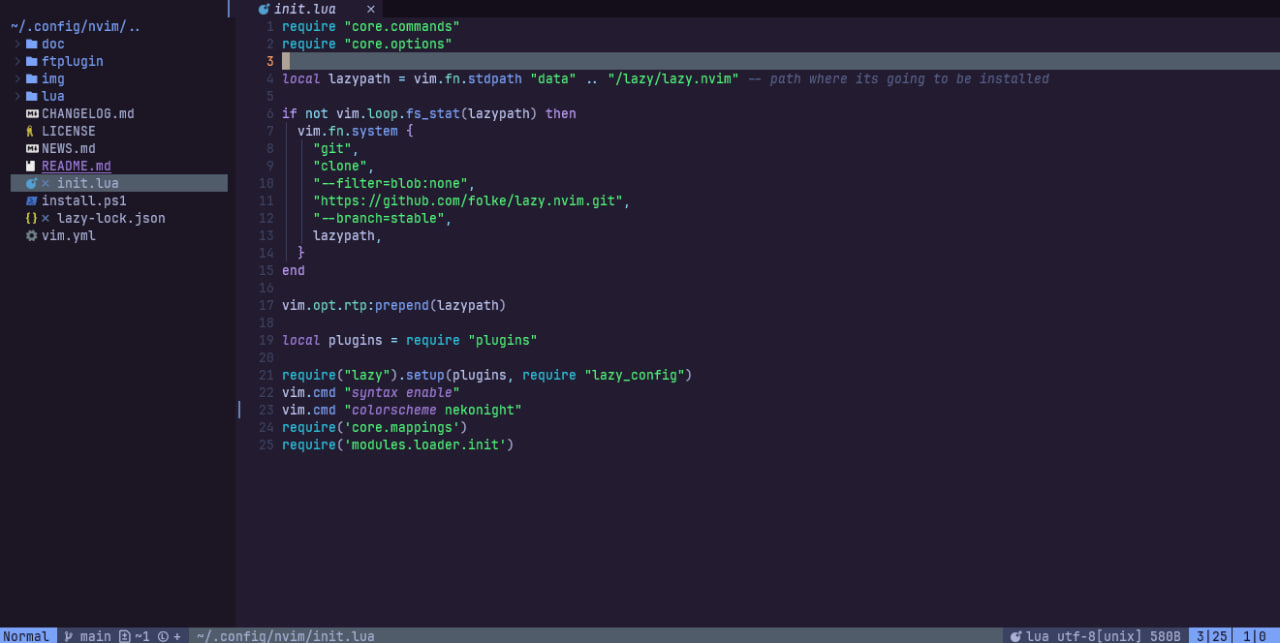 ~/.config/nvim/..
doc
ftplugin
img
lua
CHANGELOG.md
LICENSE
NEWS.md
README.md
init.lua
install.ps1
lazy-lock.json
vim.yml
init.lua ×
1 require "core.commands"
2 require "core.options"
3
4 local lazypath = vim.fn.stdpath "data" .. "/lazy/lazy.nvim" -- path where its going to be installed
5
6 if not vim.loop.fs_stat(lazypath) then
7 vim.fn.system {
8 "git",
9 "clone",
10 "--filter=blob:none",
11 "https://github.com/folke/lazy.nvim.git",
12 "--branch=stable",
13 lazypath,
14 }
15 end
16
17 vim.opt.rtp:prepend(lazypath)
18
19 local plugins = require "plugins"
20
21 require("lazy").setup(plugins, require "lazy_config")
22 vim.cmd "syntax enable"
23 vim.cmd "colorscheme nekonight"
24 require('core.mappings')
25 require('modules.loader.init')
Normal main ~1 + ~/.config/nvim/init.lua lua utf-8[unix] 580B 3|25 1|0